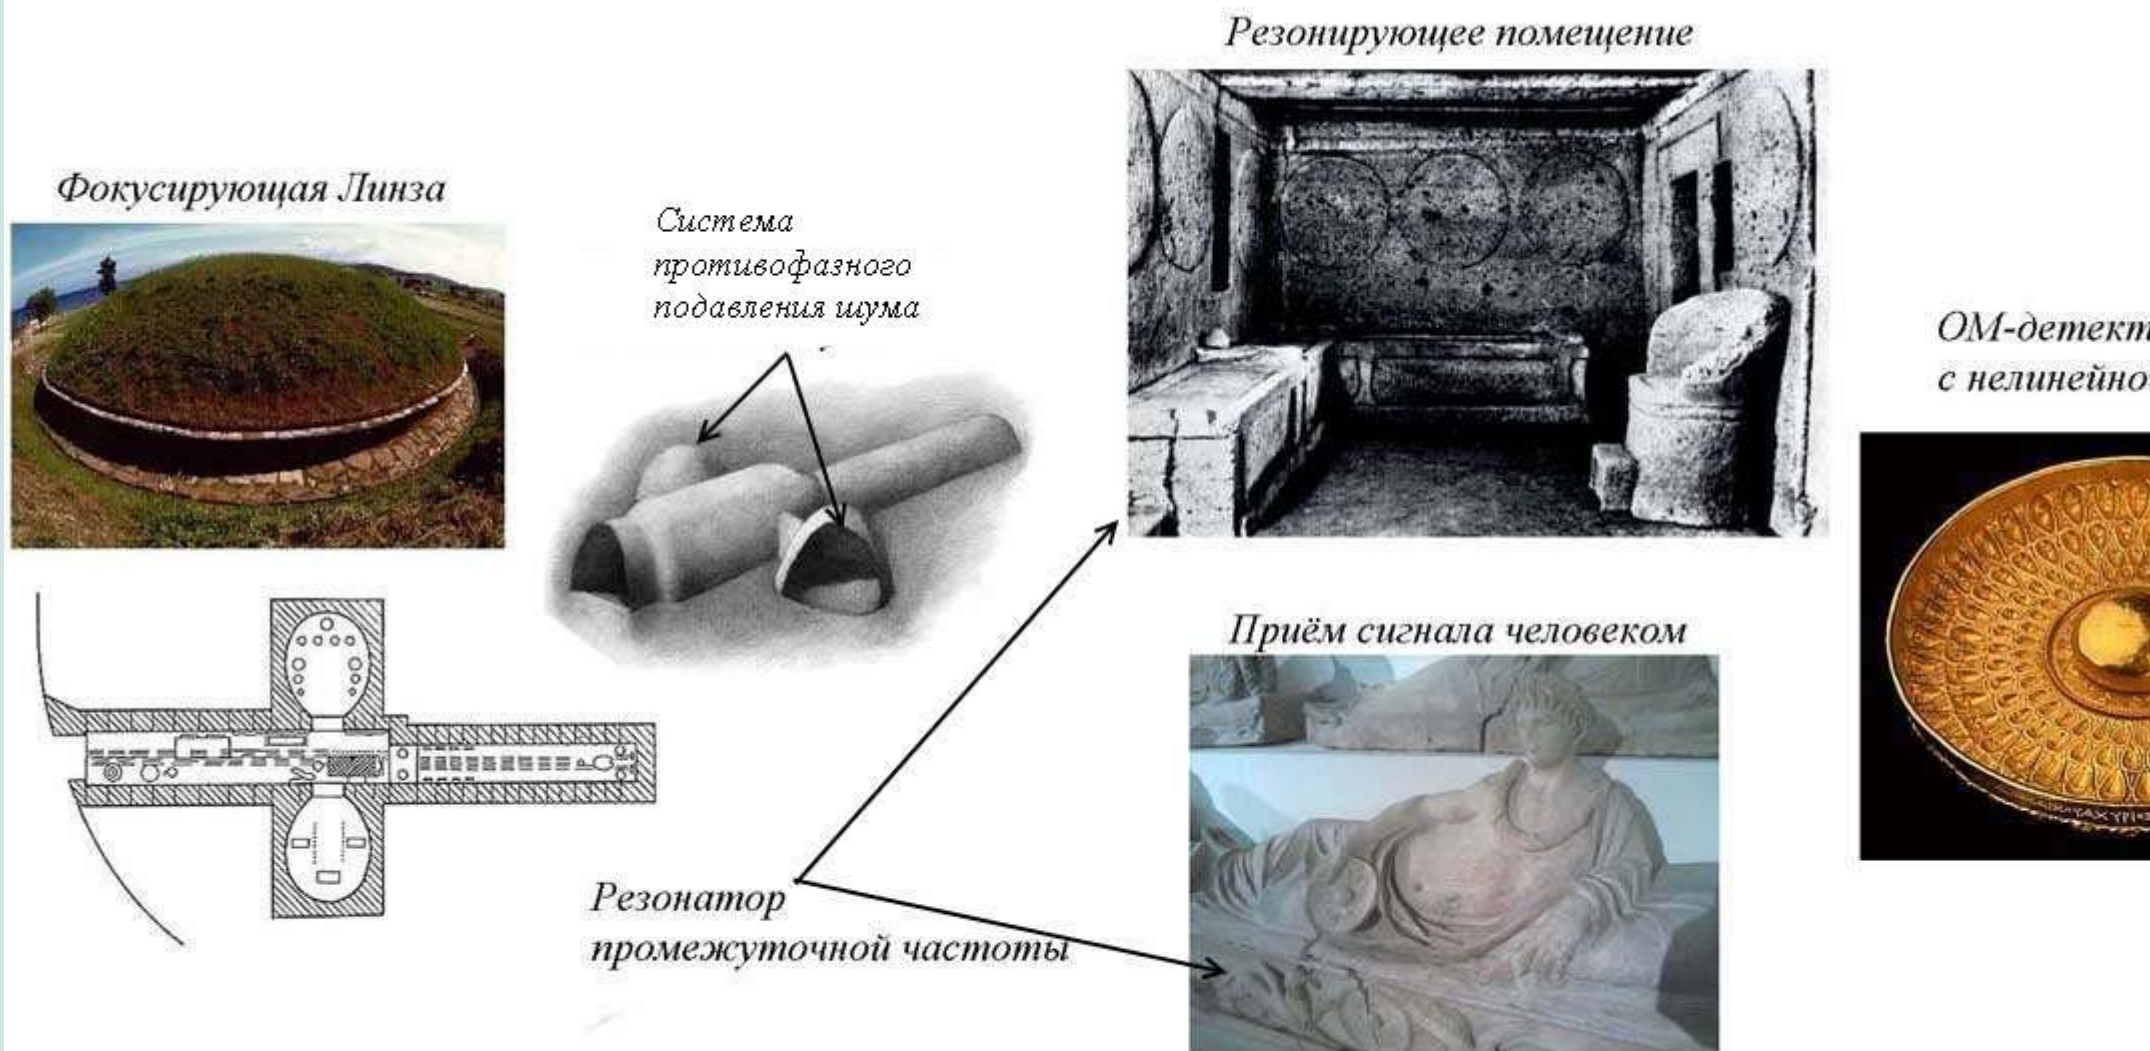 Резонирующее помещение
Фокусирующая Линза
Система
противофазного
подавления шума
ОМ-детект
с нелинейно
Приём сигнала человеком
Резонатор
промежуточной частоты